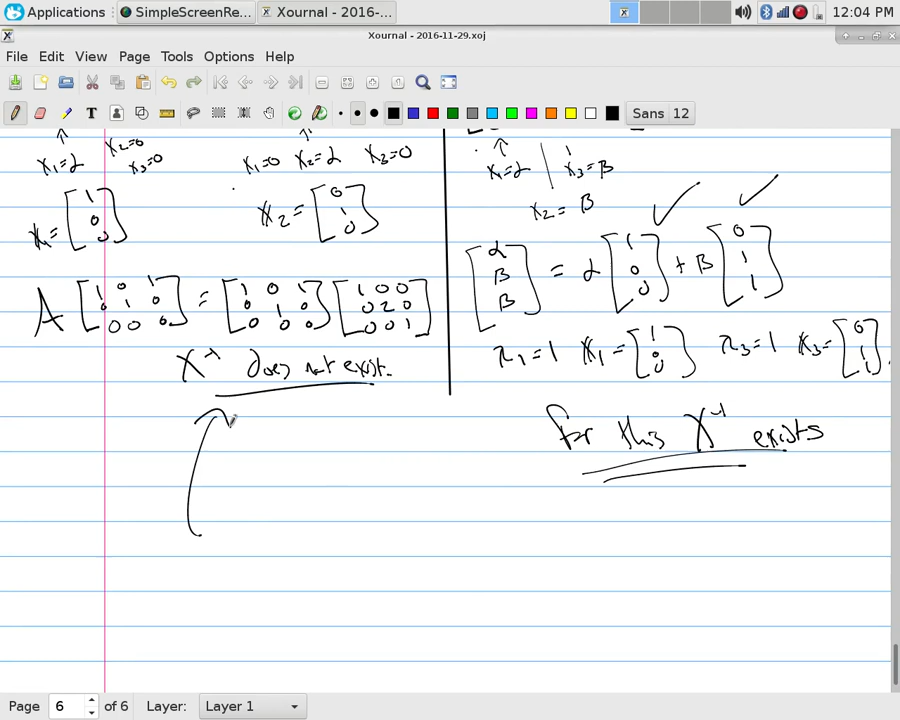 Applications SimpleScreenRe... Xournal - 2016-... 12:04 PM
Xournal - 2016-11-29.xoj
File Edit View Page Tools Options Help
Sans 12
x₁=α x₂=0 x₃=0
x₁=0 x₂=α x₃=0
x₁=α x₃=β
x₂=β
x₁=[1 0 0]
x₂=[0 1 0]
[α β β] = α[1 0 0] + β[0 1 1]
A[1 0 1 0 1 0 0 0 0] = [1 0 1 0 1 0 0 0 0][1 0 0 0 2 0 0 0 1]
X⁻¹ does not exist.
λ₁=1 x₁=[1 0 0] λ₃=1 x₃=[0 1 1].
for this X⁻¹ exists
Page 6 of 6 Layer: Layer 1